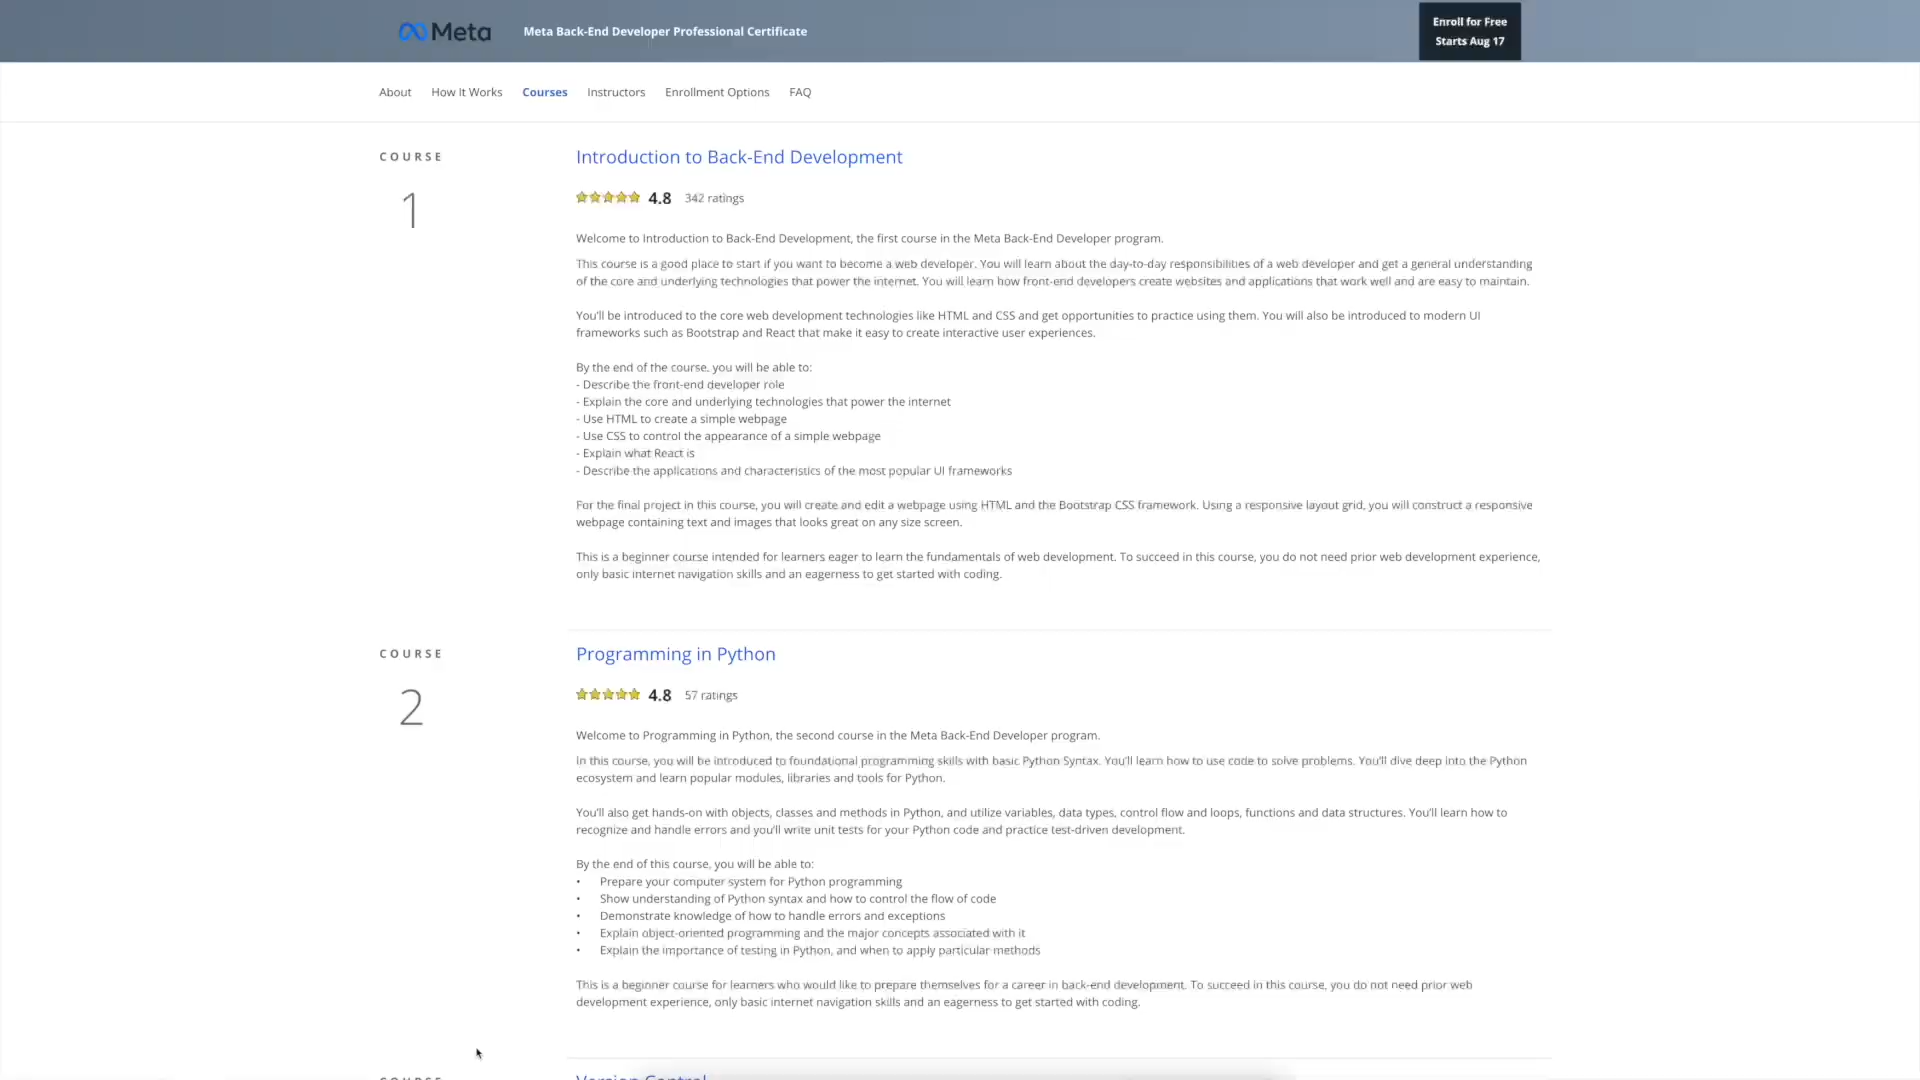 Meta
Meta Back-End Developer Professional Certificate
Enroll for Free
Starts Aug 17
About
How It Works
Courses
Instructors
Enrollment Options
FAQ
COURSE
1
Introduction to Back-End Development
4.8
342 ratings
Welcome to Introduction to Back-End Development, the first course in the Meta Back-End Developer program.
This course is a good place to start if you want to become a web developer. You will learn about the day-to-day responsibilities of a web developer and get a general understanding
of the core and underlying technologies that power the internet. You will learn how front-end developers create websites and applications that work well and are easy to maintain.
You'll be introduced to the core web development technologies like HTML and CSS and get opportunities to practice using them. You will also be introduced to modern UI
frameworks such as Bootstrap and React that make it easy to create interactive user experiences.
By the end of the course, you will be able to:
- Describe the front-end developer role
- Explain the core and underlying technologies that power the internet
- Use HTML to create a simple webpage
- Use CSS to control the appearance of a simple webpage
- Explain what React is
- Describe the applications and characteristics of the most popular UI frameworks
For the final project in this course, you will create and edit a webpage using HTML and the Bootstrap CSS framework. Using a responsive layout grid, you will construct a responsive
webpage containing text and images that looks great on any size screen.
This is a beginner course intended for learners eager to learn the fundamentals of web development. To succeed in this course, you do not need prior web development experience,
only basic internet navigation skills and an eagerness to get started with coding.
COURSE
2
Programming in Python
4.8
57 ratings
Welcome to Programming in Python, the second course in the Meta Back-End Developer program.
In this course, you will be introduced to foundational programming skills with basic Python Syntax. You'll learn how to use code to solve problems. You'll dive deep into the Python
ecosystem and learn popular modules, libraries and tools for Python.
You'll also get hands-on with objects, classes and methods in Python, and utilize variables, data types, control flow and loops, functions and data structures. You'll learn how to
recognize and handle errors and you'll write unit tests for your Python code and practice test-driven development.
By the end of this course, you will be able to:
• Prepare your computer system for Python programming
• Show understanding of Python syntax and how to control the flow of code
• Demonstrate knowledge of how to handle errors and exceptions
• Explain object-oriented programming and the major concepts associated with it
• Explain the importance of testing in Python, and when to apply particular methods
This is a beginner course for learners who would like to prepare themselves for a career in back-end development. To succeed in this course, you do not need prior web
development experience, only basic internet navigation skills and an eagerness to get started with coding.
COURSE
Version Control